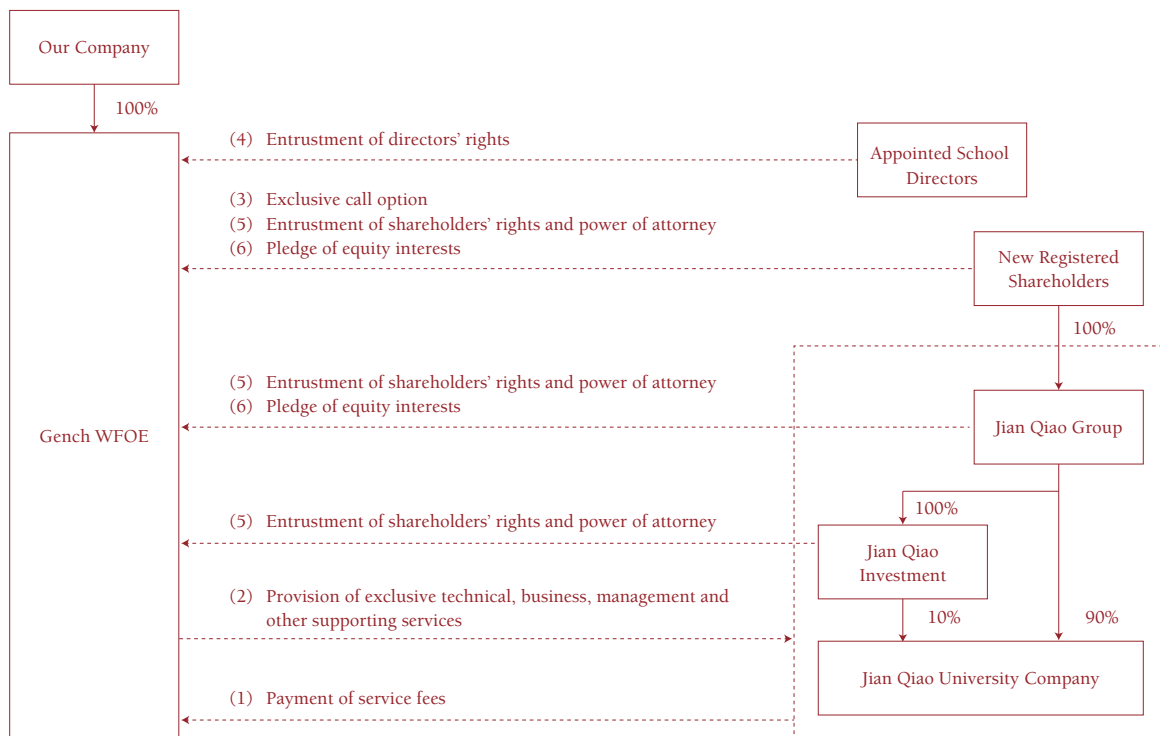 Our Company
100%
(4) Entrustment of directors’ rights
Appointed School
Directors
(3) Exclusive call option
(5) Entrustment of shareholders’ rights and power of attorney
(6) Pledge of equity interests
New Registered
Shareholders
100%
(5) Entrustment of shareholders’ rights and power of attorney
(6) Pledge of equity interests
Gench WFOE
Jian Qiao Group
100%
(5) Entrustment of shareholders’ rights and power of attorney
Jian Qiao
Investment
(2) Provision of exclusive technical, business, management and
other supporting services
10%
90%
Jian Qiao University Company
(1) Payment of service fees